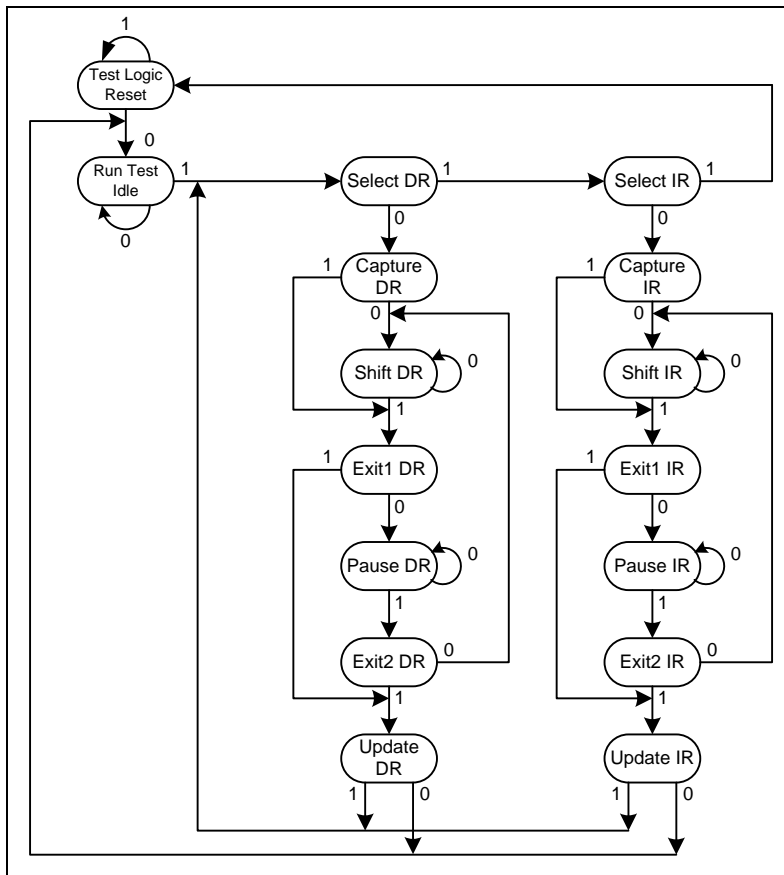 1
Test Logic
Reset
0
Run Test
Idle
1
0
Select DR
1
0
Select IR
1
0
1
Capture
DR
0
1
Capture
IR
0
Shift DR
0
1
Shift IR
0
1
1
Exit1 DR
0
1
Exit1 IR
0
Pause DR
0
1
Pause IR
0
1
Exit2 DR
0
1
Exit2 IR
0
1
Update
DR
1
0
Update IR
1
0